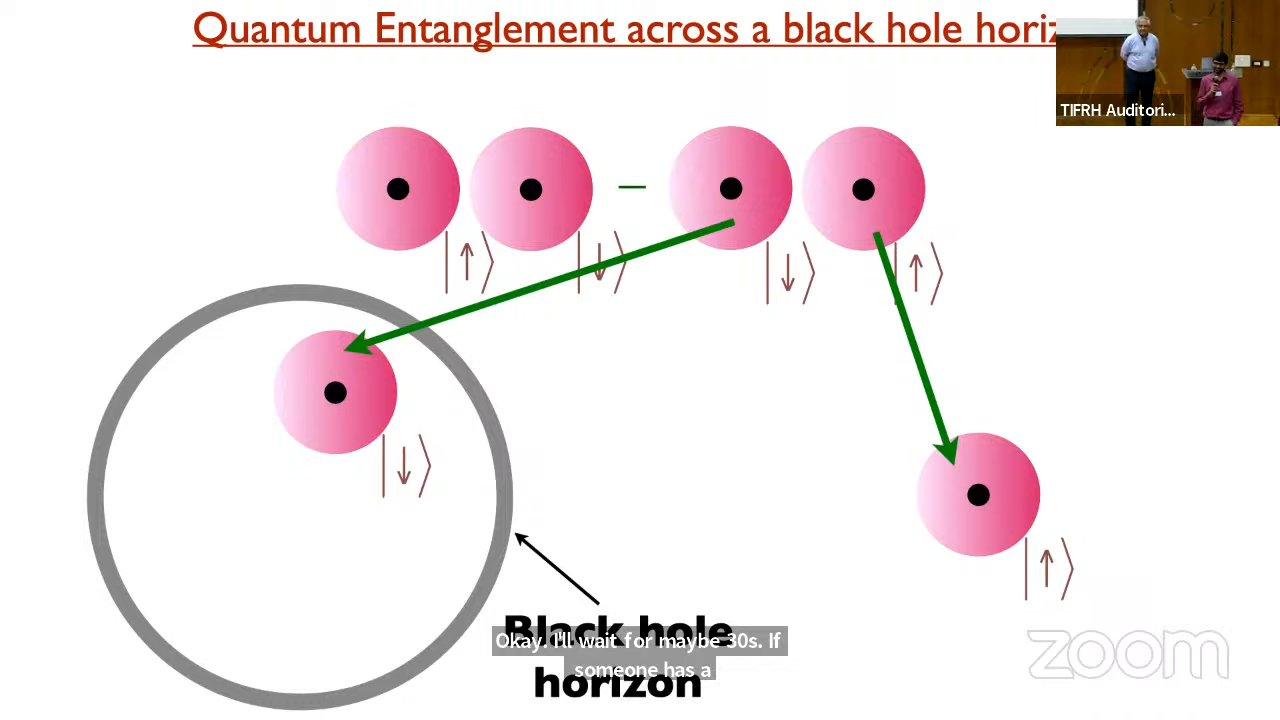 Quantum Entanglement across a black hole horiz
TIFRH Auditori...
–
|↑⟩ |↓⟩ |↓⟩ |↑⟩
|↓⟩
|↑⟩
Black hole
horizon
Okay. I'll wait for maybe 30s. If
someone has a
zoom